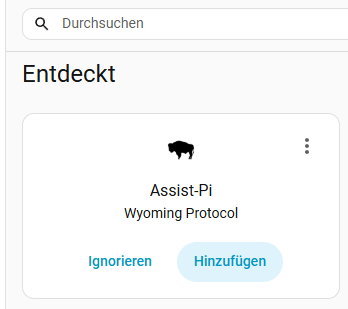 Durchsuchen
Entdeckt
Assist-Pi
Wyoming Protocol
Ignorieren Hinzufügen